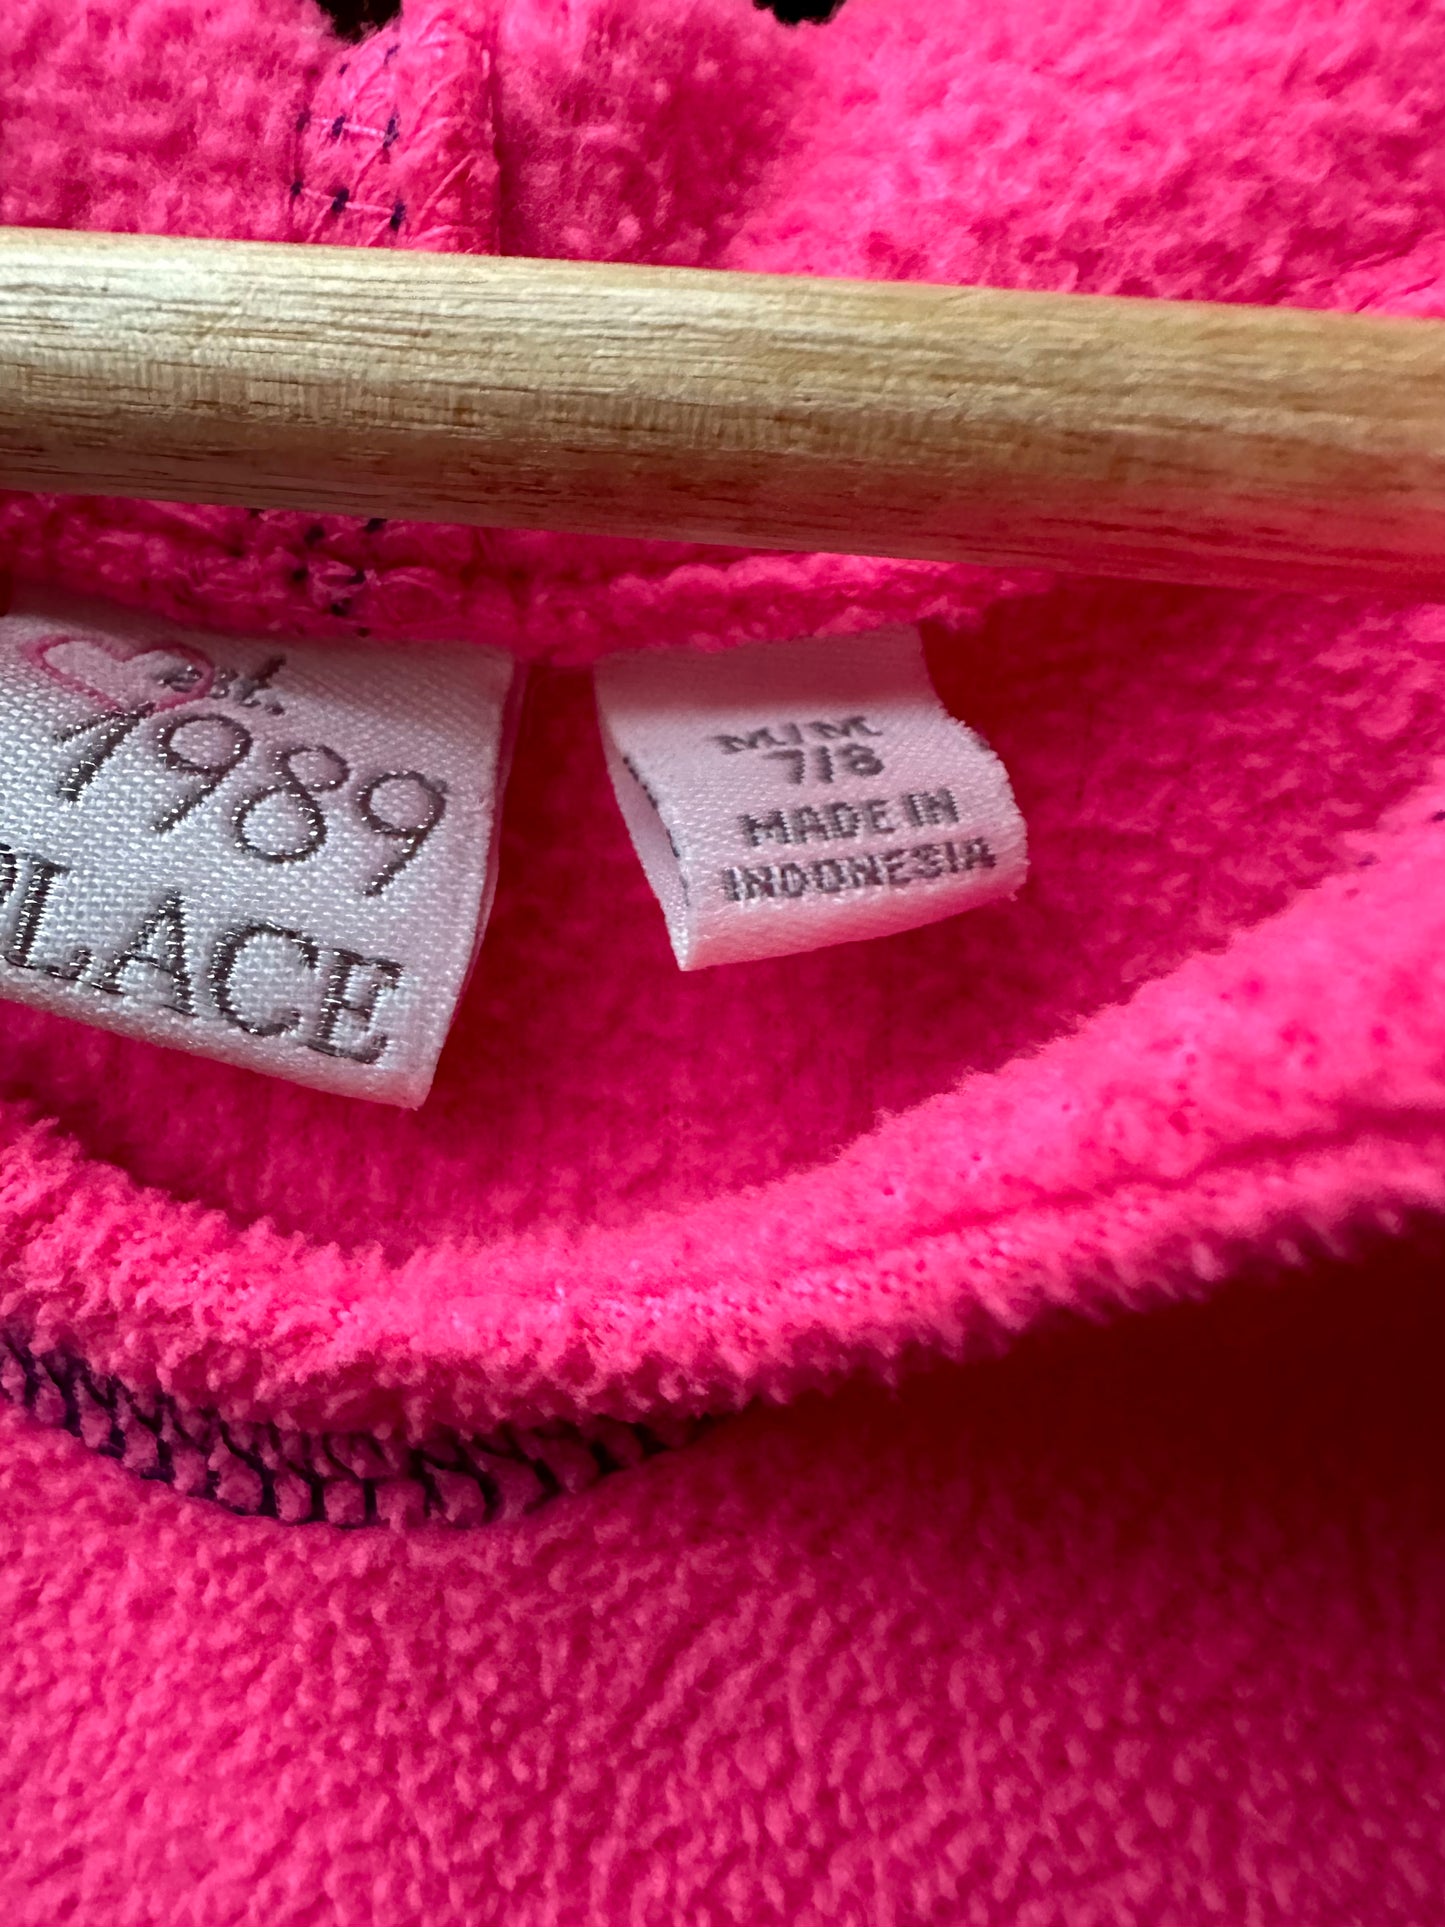 est.
1989
PLACE
M/M
7/8
MADE IN
INDONESIA